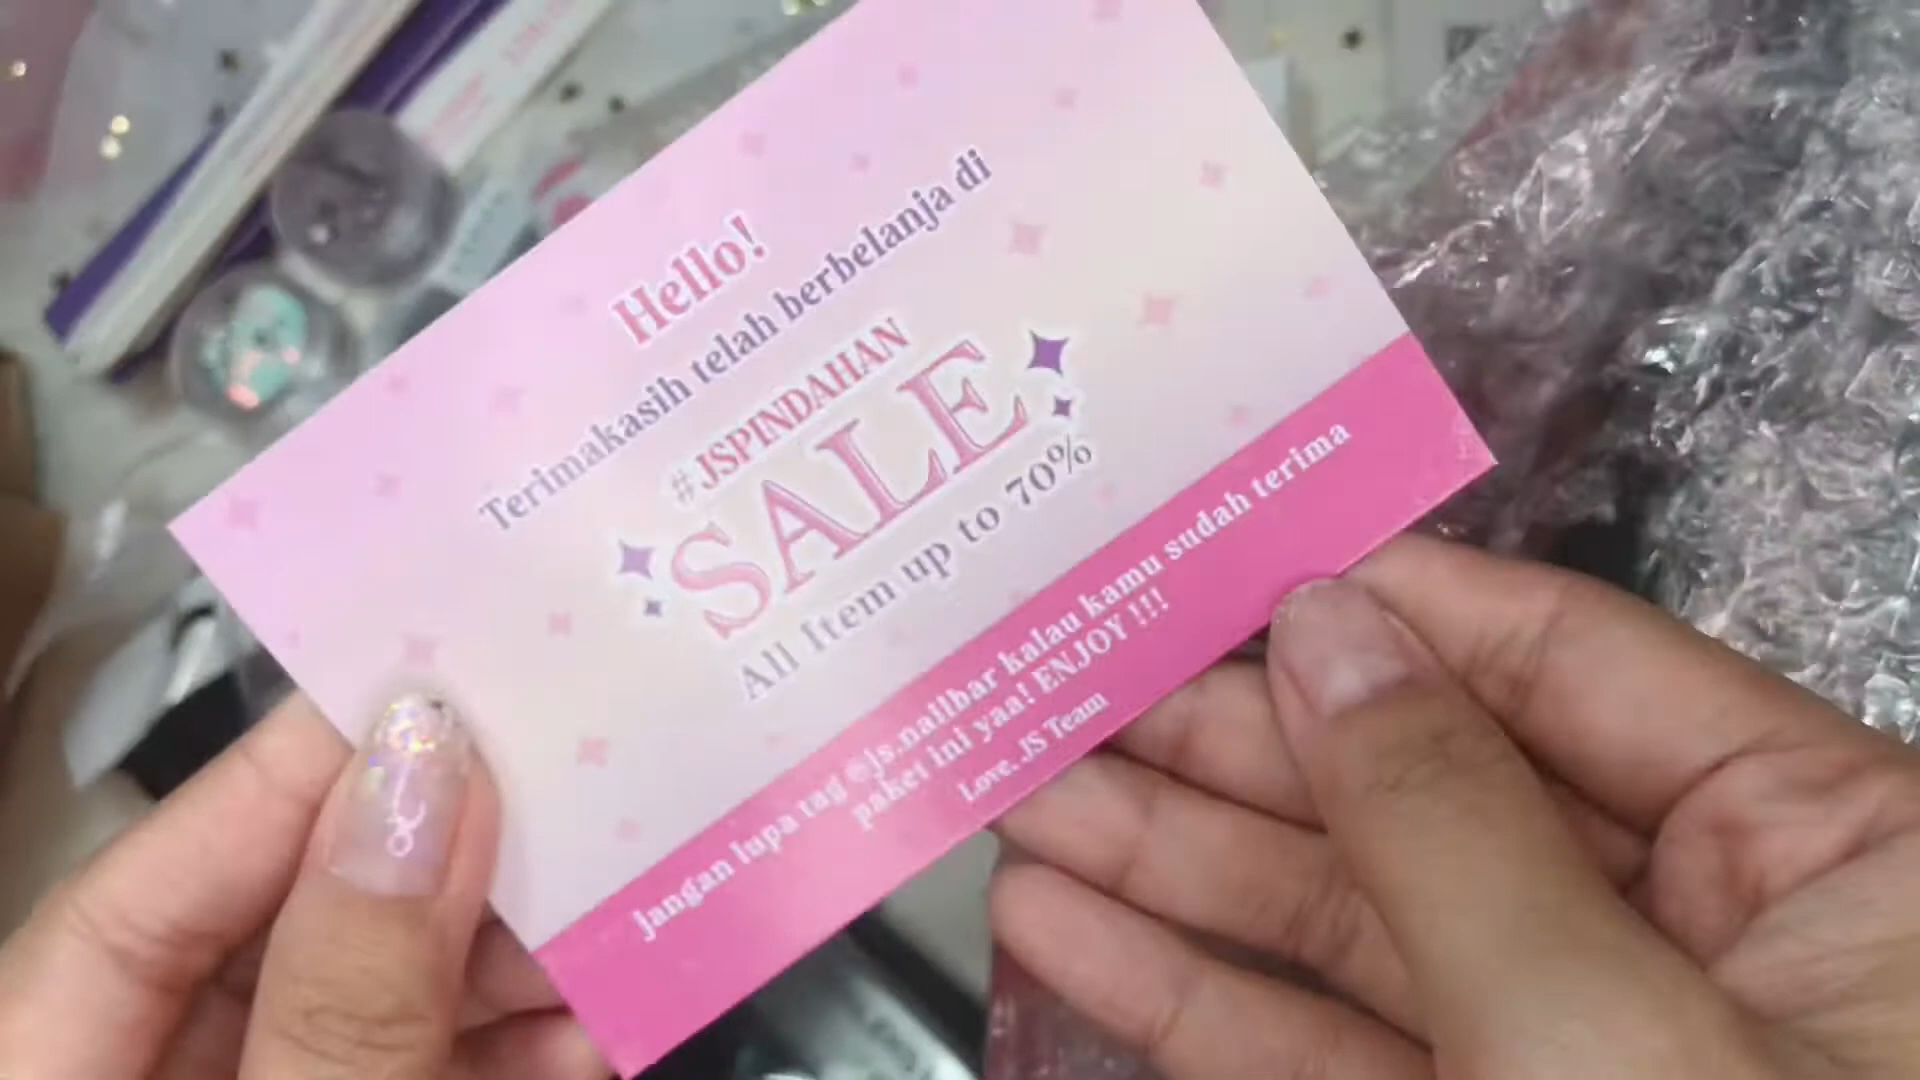 Hello!
Terimakasih telah berbelanja di
#JSPINDAHAN
SALE
All Item up to 70%
Jangan lupa tag @js.nailbar kalau kamu sudah terima
paket ini yaa! ENJOY !!!
Love, JS Team